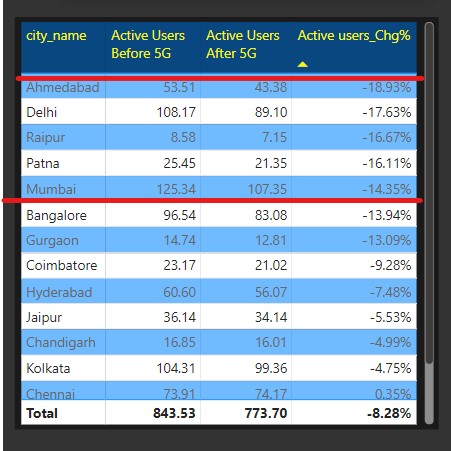 city_name Active Users Active Users Active users_Chg%
Before 5G After 5G
Ahmedabad 53.51 43.38 -18.93%
Delhi 108.17 89.10 -17.63%
Raipur 8.58 7.15 -16.67%
Patna 25.45 21.35 -16.11%
Mumbai 125.34 107.35 -14.35%
Bangalore 96.54 83.08 -13.94%
Gurgaon 14.74 12.81 -13.09%
Coimbatore 23.17 21.02 -9.28%
Hyderabad 60.60 56.07 -7.48%
Jaipur 36.14 34.14 -5.53%
Chandigarh 16.85 16.01 -4.99%
Kolkata 104.31 99.36 -4.75%
Chennai 73.91 74.17 0.35%
Total 843.53 773.70 -8.28%